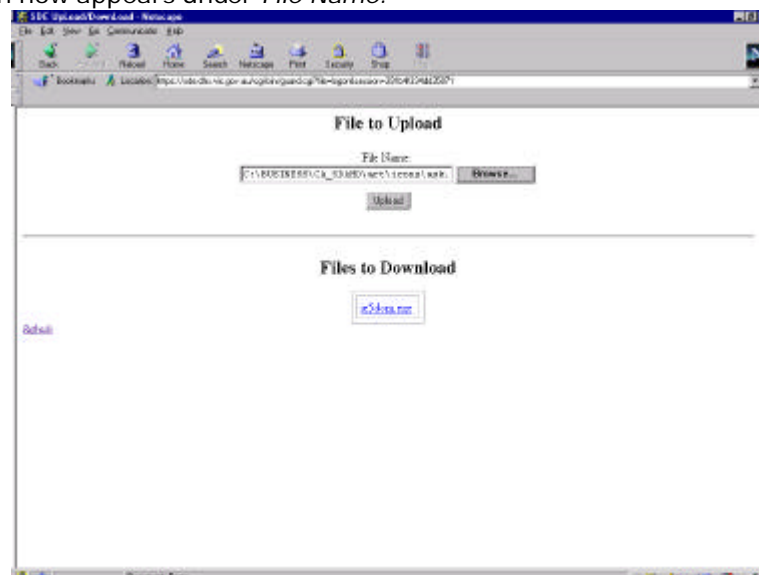 now appears under File Name.
SDC Upload/Download - Netscape
File Edit View Go Communicator Help
Back Reload Home Search Netscape Print Security Stop
Bookmarks Location:
File to Upload
File Name:
Browse...
Upload
Files to Download
Refresh